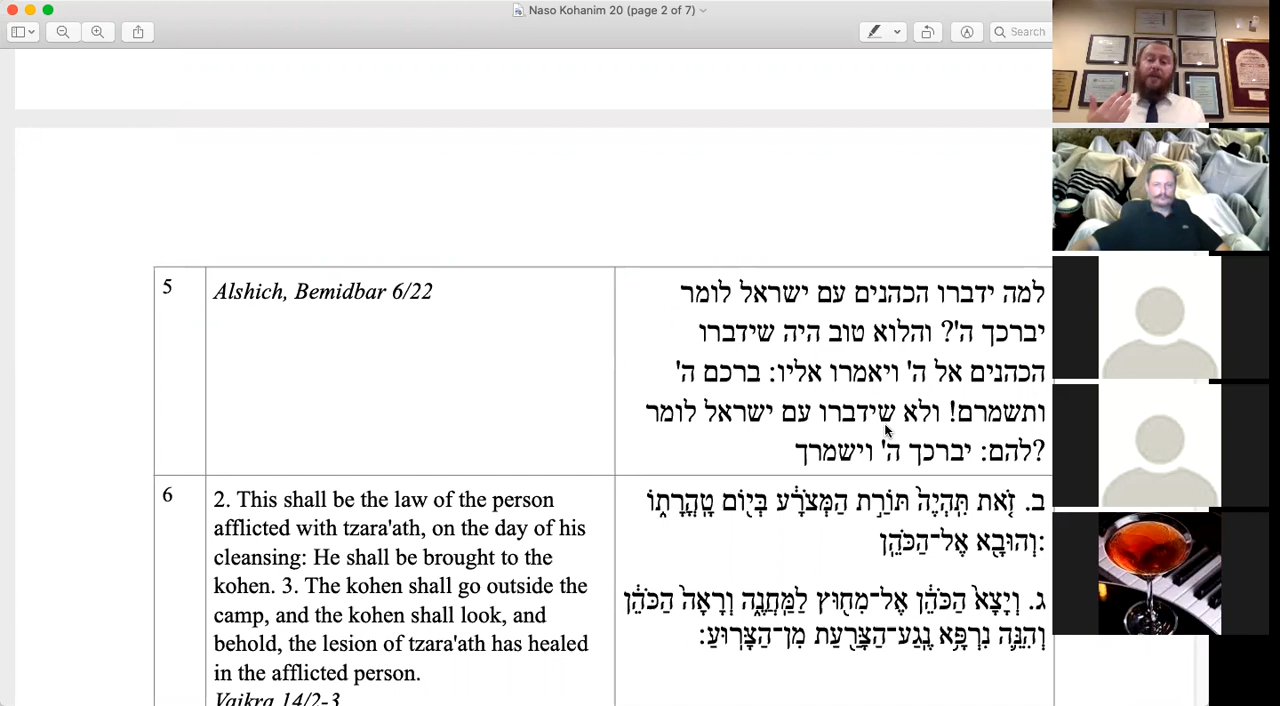 Naso Kohanim 20 (page 2 of 7)
Search
5
Alshich, Bemidbar 6/22
למה ידברו הכהנים עם ישראל לומר
יברכך ה'? והלוא טוב היה שידברו
הכהנים אל ה' ויאמרו אליו: ברכם ה'
ותשמרם! ולא שידברו עם ישראל לומר
להם: יברכך ה' וישמרך?
6
2. This shall be the law of the person
afflicted with tzara'ath, on the day of his
cleansing: He shall be brought to the
kohen. 3. The kohen shall go outside the
camp, and the kohen shall look, and
behold, the lesion of tzara'ath has healed
in the afflicted person.
Vaikra 14/2-3
ב. זֹ֤את תִּֽהְיֶה֙ תּוֹרַ֣ת הַמְּצֹרָ֔ע בְּי֖וֹם טָֽהֳרָת֑וֹ
וְהוּבָ֖א אֶל־הַכֹּהֵֽן:
ג. וְיָצָא֙ הַכֹּהֵ֔ן אֶל־מִח֖וּץ לַמַּֽחֲנֶ֑ה וְרָאָה֙ הַכֹּהֵ֔ן
וְהִנֵּ֛ה נִרְפָּ֥א נֶֽגַע־הַצָּרַ֖עַת מִן־הַצָּרֽוּעַ: